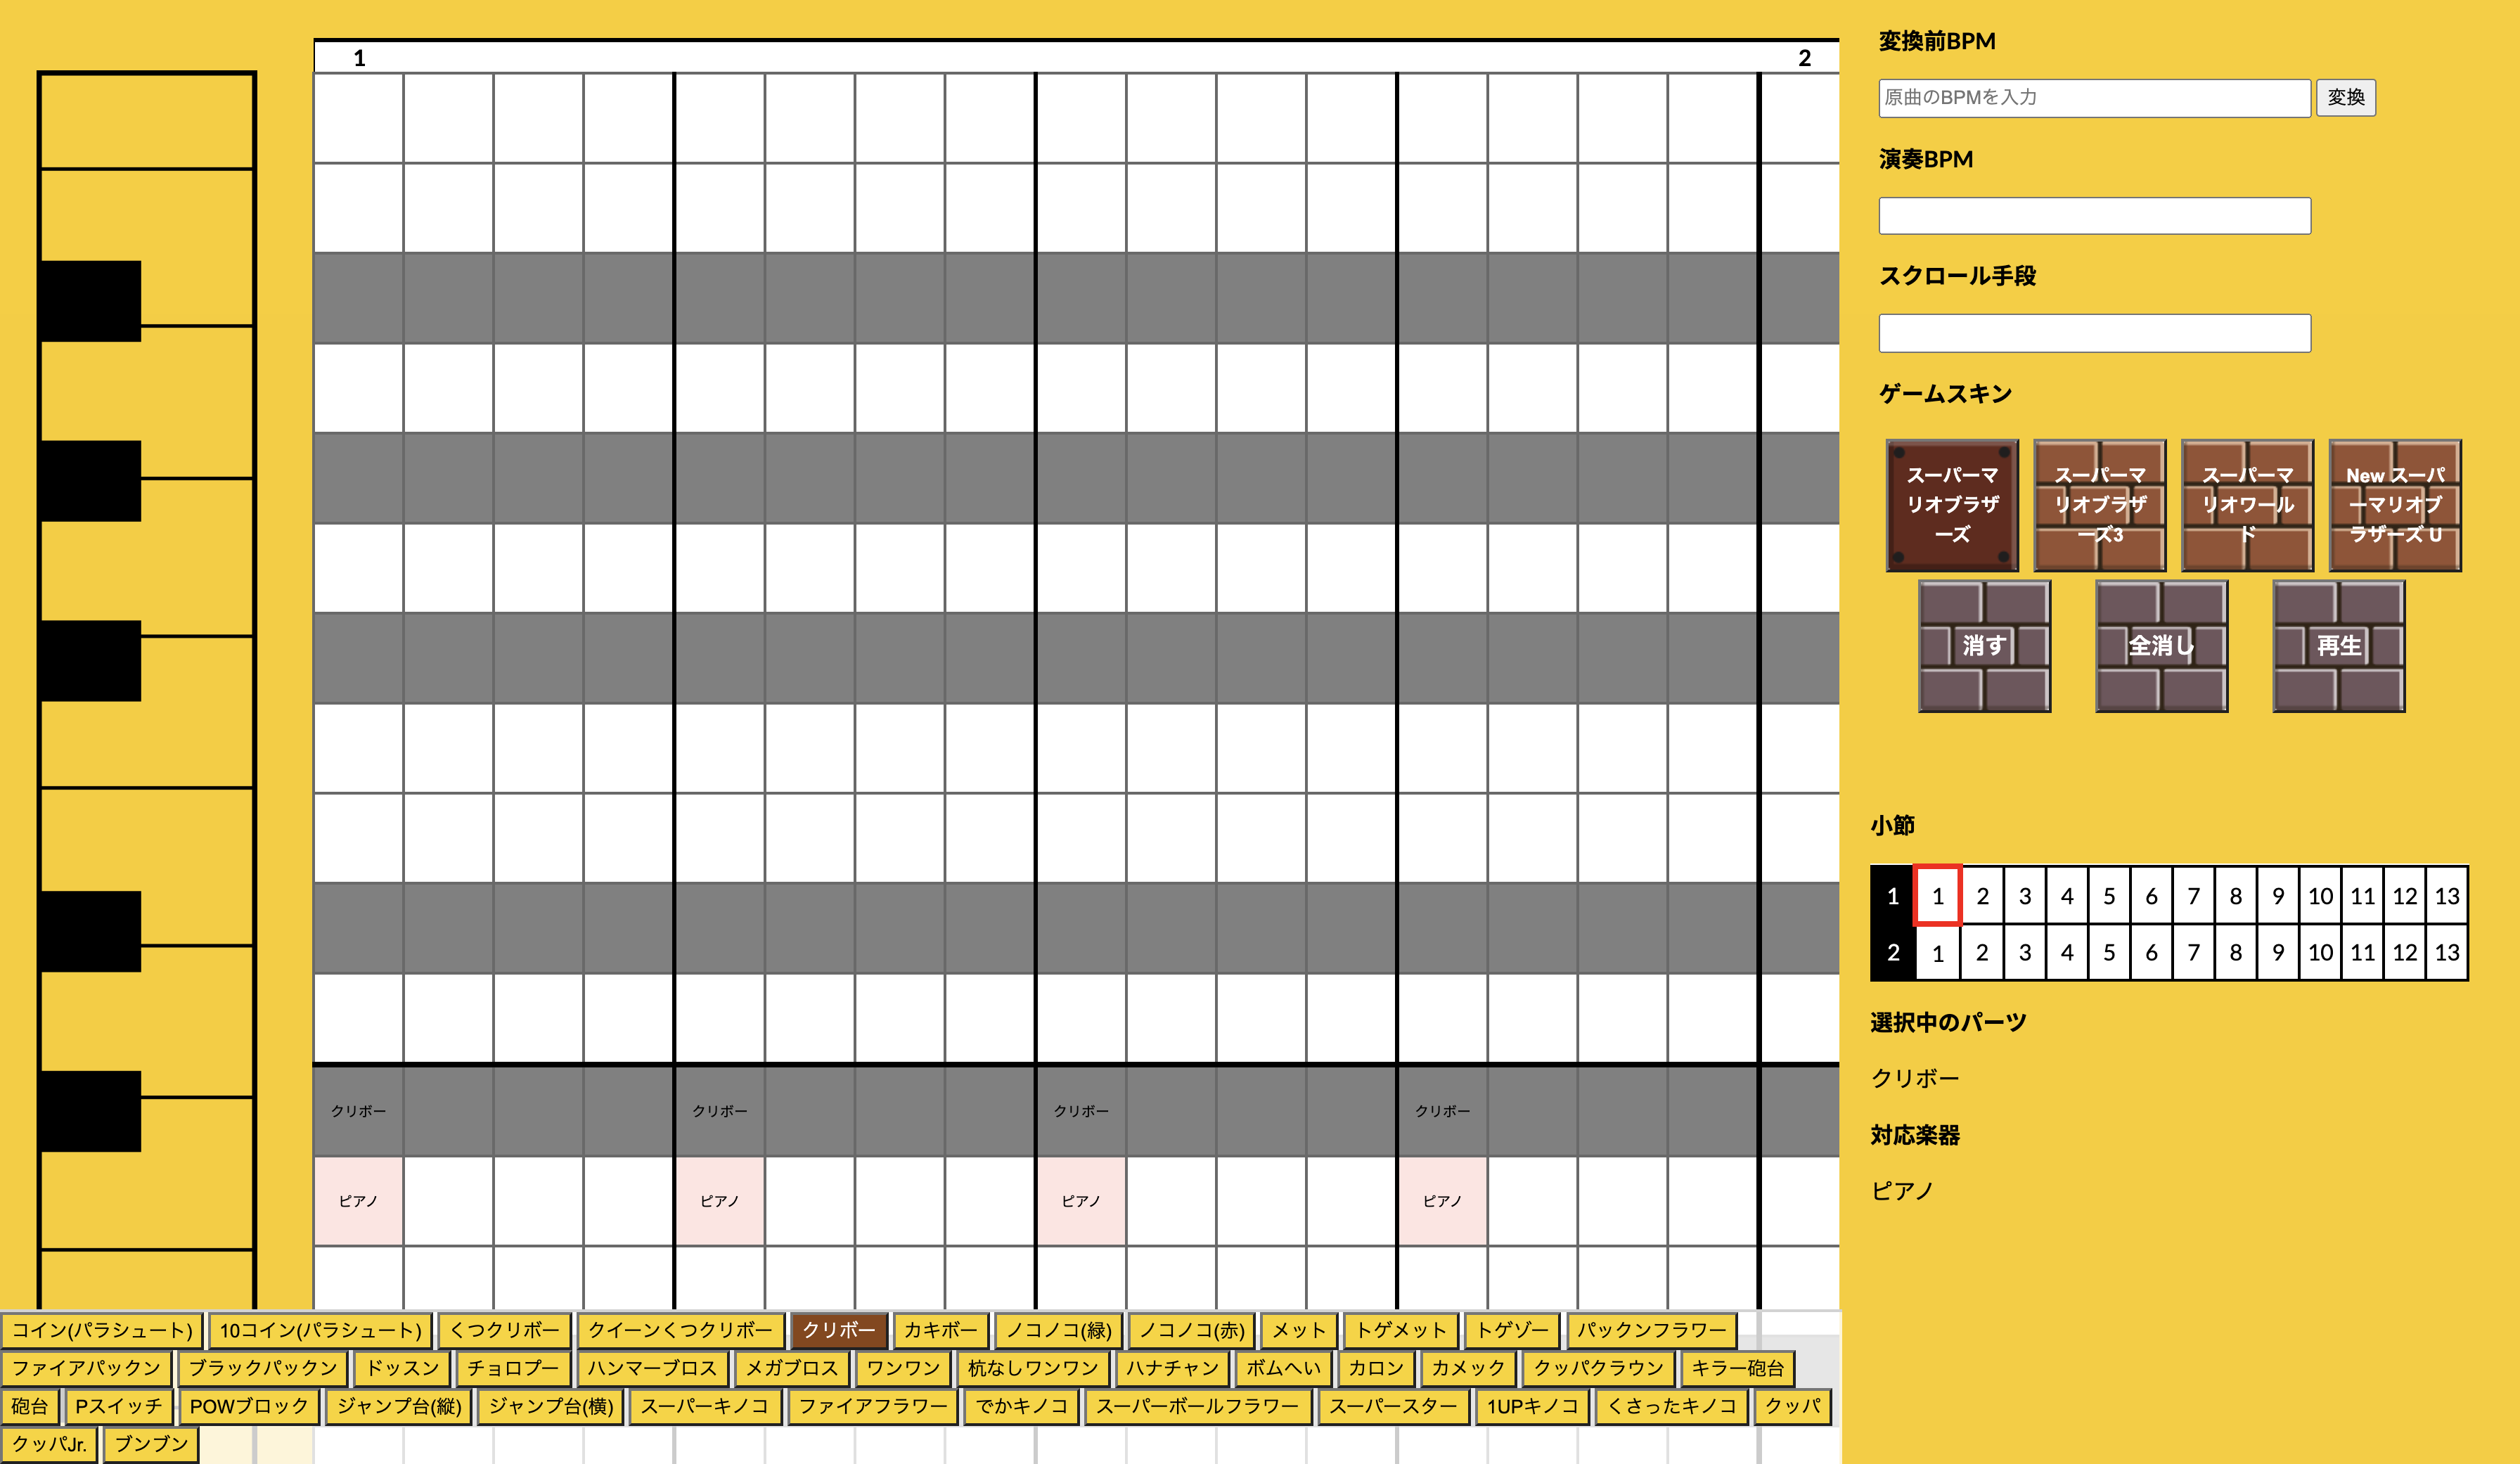 1 2
クリボー クリボー クリボー クリボー
ピアノ ピアノ ピアノ ピアノ
変換前BPM
原曲のBPMを入力 変換
演奏BPM
スクロール手段
ゲームスキン
スーパーマ
リオブラザ
ーズ
スーパーマ
リオブラザ
ーズ3
スーパーマ
リオワール
ド
New スーパ
ーマリオブ
ラザーズ U
消す 全消し 再生
小節
1 1 2 3 4 5 6 7 8 9 10 11 12 13
2 1 2 3 4 5 6 7 8 9 10 11 12 13
選択中のパーツ
クリボー
対応楽器
ピアノ
コイン(パラシュート) 10コイン(パラシュート) くつクリボー クイーンくつクリボー クリボー カキボー ノコノコ(緑) ノコノコ(赤) メット トゲメット トゲゾー パックンフラワー
ファイアパックン ブラックパックン ドッスン チョロプー ハンマーブロス メガブロス ワンワン 杭なしワンワン ハナチャン ボムへい カロン カメック クッパクラウン キラー砲台
砲台 Pスイッチ POWブロック ジャンプ台(縦) ジャンプ台(横) スーパーキノコ ファイアフラワー でかキノコ スーパーボールフラワー スーパースター 1UPキノコ くさったキノコ クッパ
クッパJr. ブンブン